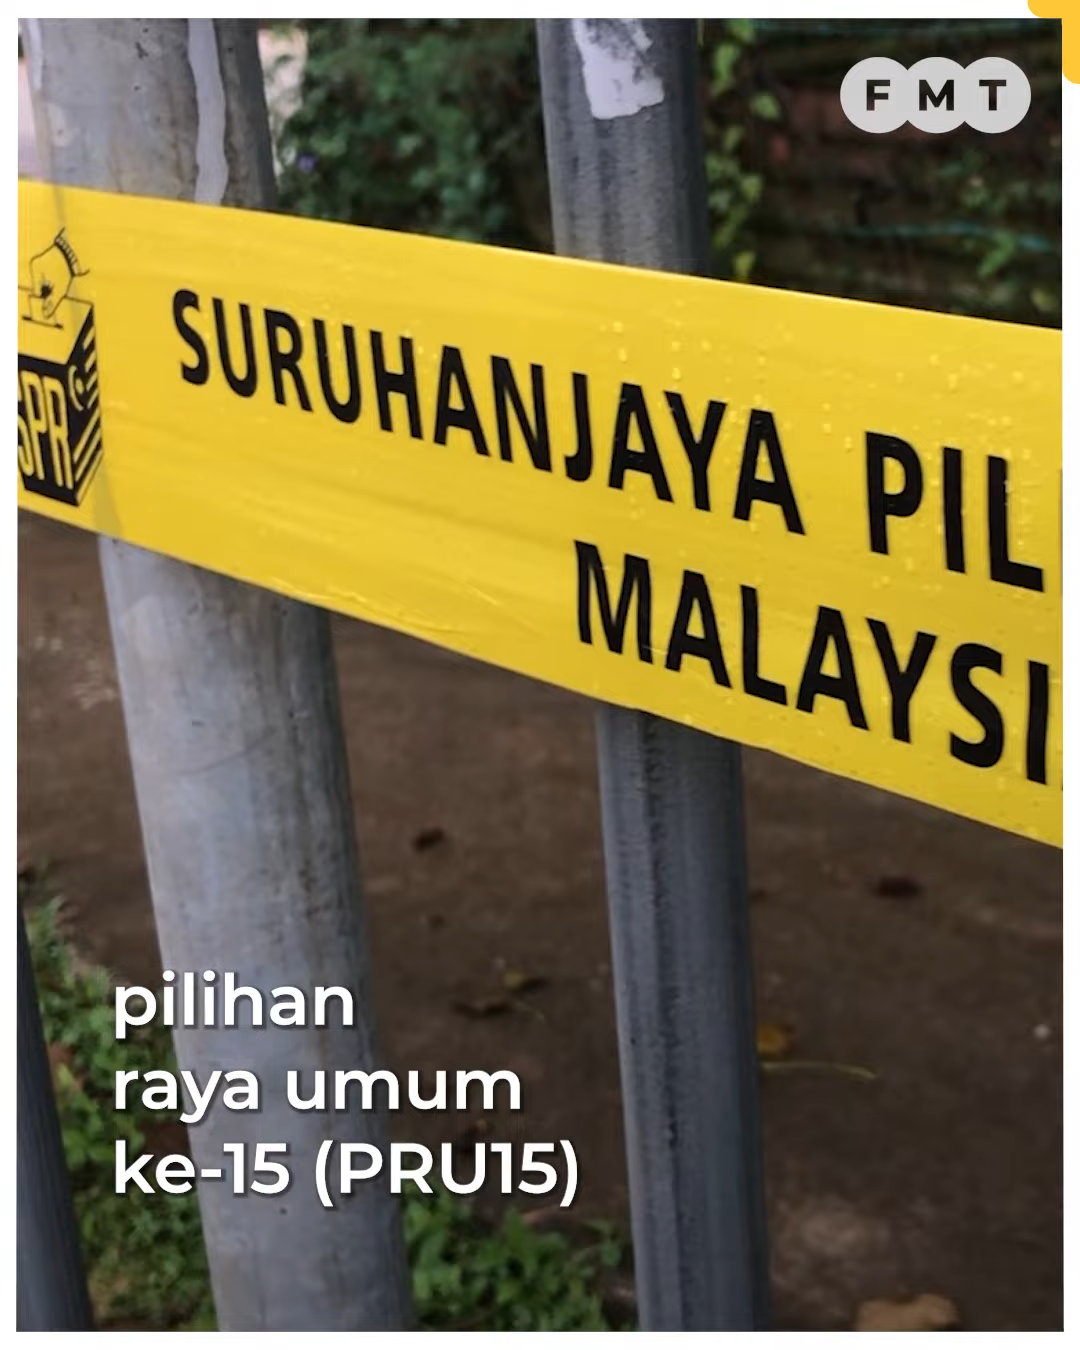 FMT
SURUHANJAYA PIL
MALAYSI
SPR
pilihan
raya umum
ke-15 (PRU15)